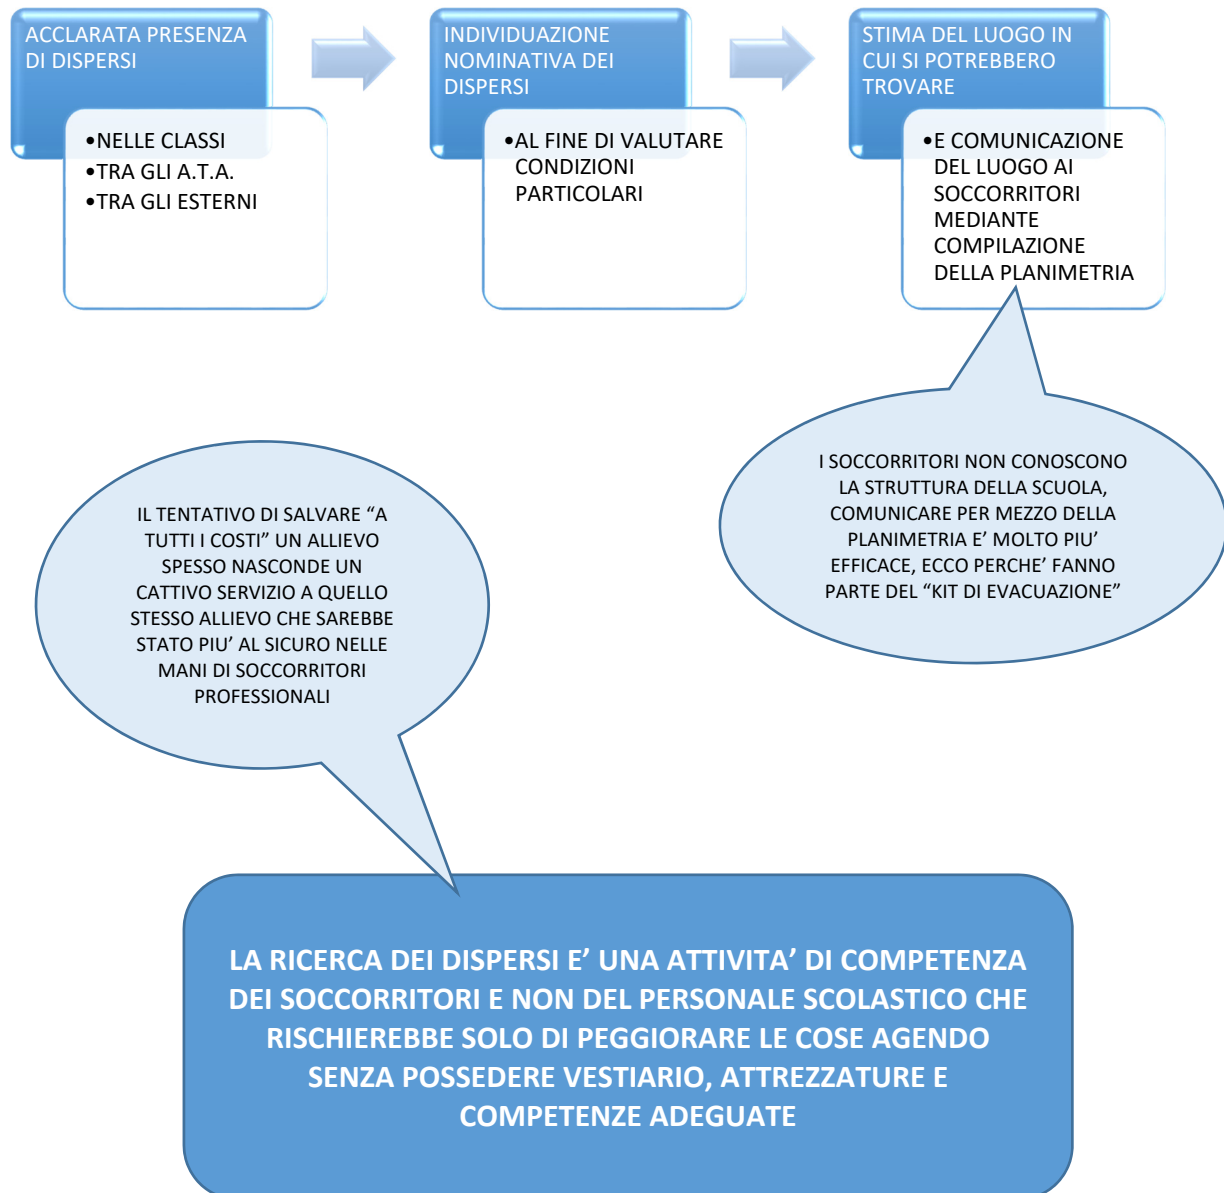 ACCLARATA PRESENZA
DI DISPERSI
•NELLE CLASSI
•TRA GLI A.T.A.
•TRA GLI ESTERNI
INDIVIDUAZIONE
NOMINATIVA DEI
DISPERSI
•AL FINE DI VALUTARE
CONDIZIONI
PARTICOLARI
STIMA DEL LUOGO IN
CUI SI POTREBBERO
TROVARE
•E COMUNICAZIONE
DEL LUOGO AI
SOCCORRITORI
MEDIANTE
COMPILAZIONE
DELLA PLANIMETRIA
I SOCCORRITORI NON CONOSCONO
LA STRUTTURA DELLA SCUOLA,
COMUNICARE PER MEZZO DELLA
PLANIMETRIA E’ MOLTO PIU’
EFFICACE, ECCO PERCHE’ FANNO
PARTE DEL “KIT DI EVACUAZIONE”
IL TENTATIVO DI SALVARE “A
TUTTI I COSTI” UN ALLIEVO
SPESSO NASCONDE UN
CATTIVO SERVIZIO A QUELLO
STESSO ALLIEVO CHE SAREBBE
STATO PIU’ AL SICURO NELLE
MANI DI SOCCORRITORI
PROFESSIONALI
LA RICERCA DEI DISPERSI E’ UNA ATTIVITA’ DI COMPETENZA
DEI SOCCORRITORI E NON DEL PERSONALE SCOLASTICO CHE
RISCHIEREBBE SOLO DI PEGGIORARE LE COSE AGENDO
SENZA POSSEDERE VESTIARIO, ATTREZZATURE E
COMPETENZE ADEGUATE